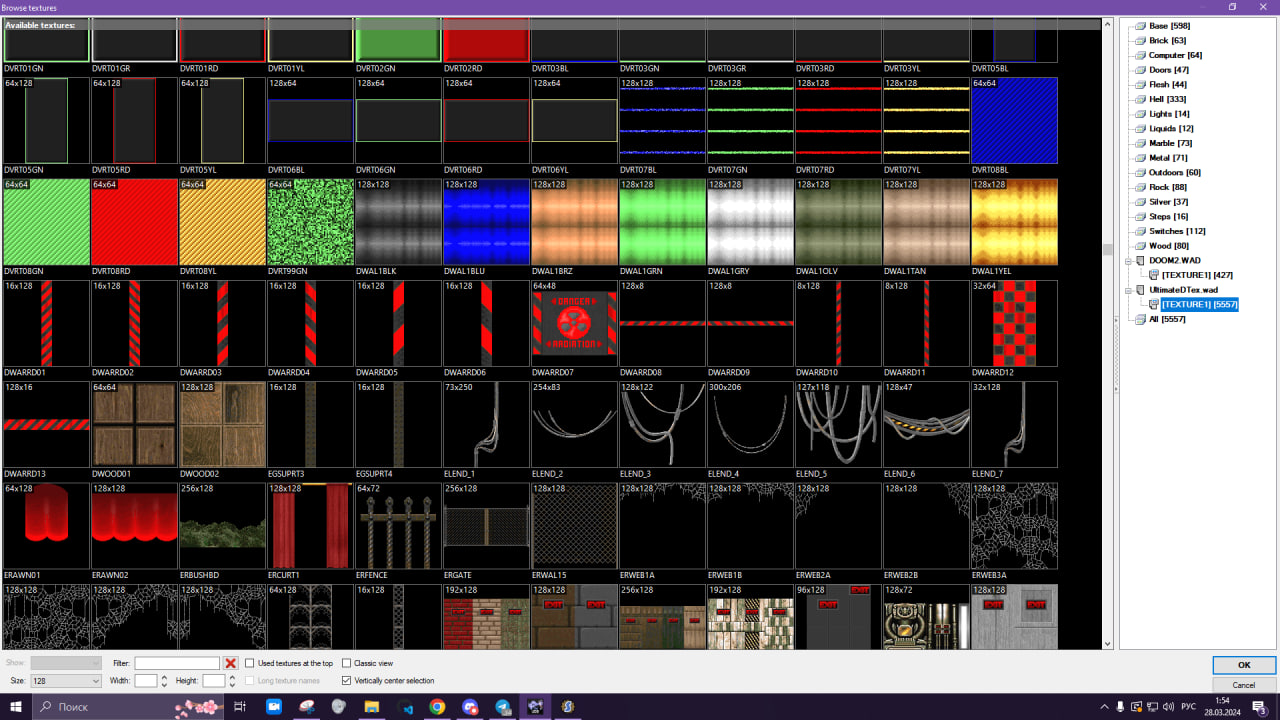 Browse textures
Available textures:
DVRT01GN DVRT01GR DVRT01RD DVRT01YL DVRT02GN DVRT02RD DVRT03BL DVRT03GN DVRT03GR DVRT03RD DVRT03YL DVRT05BL
64x128 64x128 64x128 128x64 128x64 128x64 128x64 128x128 128x128 128x128 128x128 64x64
DVRT05GN DVRT05RD DVRT05YL DVRT06BL DVRT06GN DVRT06RD DVRT06YL DVRT07BL DVRT07GN DVRT07RD DVRT07YL DVRT08BL
64x64 64x64 64x64 64x64 128x128 128x128 128x128 128x128 128x128 128x128 128x128 128x128
DVRT08GN DVRT08RD DVRT08YL DVRT99GN DWAL1BLK DWAL1BLU DWAL1BRZ DWAL1GRN DWAL1GRY DWAL1OLV DWAL1TAN DWAL1YEL
16x128 16x128 16x128 16x128 16x128 16x128 64x48 128x8 128x8 8x128 8x128 32x64
DANGER
RADIATION
DWARRD01 DWARRD02 DWARRD03 DWARRD04 DWARRD05 DWARRD06 DWARRD07 DWARRD08 DWARRD09 DWARRD10 DWARRD11 DWARRD12
128x16 64x64 128x128 16x128 16x128 73x250 254x83 128x122 300x206 127x118 128x47 32x128
DWARRD13 DWOOD01 DWOOD02 EGSUPRT3 EGSUPRT4 ELEND_1 ELEND_2 ELEND_3 ELEND_4 ELEND_5 ELEND_6 ELEND_7
64x128 128x128 256x128 128x128 64x72 256x128 128x128 128x128 128x128 128x128 128x128 128x128
ERAWN01 ERAWN02 ERBUSHBD ERCURT1 ERFENCE ERGATE ERWAL15 ERWEB1A ERWEB1B ERWEB2A ERWEB2B ERWEB3A
128x128 128x128 128x128 64x128 16x128 192x128 128x128 256x128 192x128 96x128 128x72 128x128
EXIT EXIT EXIT EXIT EXIT EXIT
Base [598]
Brick [63]
Computer [64]
Doors [47]
Flesh [44]
Hell [333]
Lights [14]
Liquids [12]
Marble [73]
Metal [71]
Outdoors [60]
Rock [88]
Silver [37]
Steps [16]
Switches [112]
Wood [80]
DOOM2.WAD
[TEXTURE1] [427]
UltimateDTex.wad
[TEXTURE1] [5557]
All [5557]
Show: Filter: Used textures at the top Classic view
Size: 128 Width: Height: Long texture names Vertically center selection
OK
Cancel
Поиск
РУС
1:54
28.03.2024
3